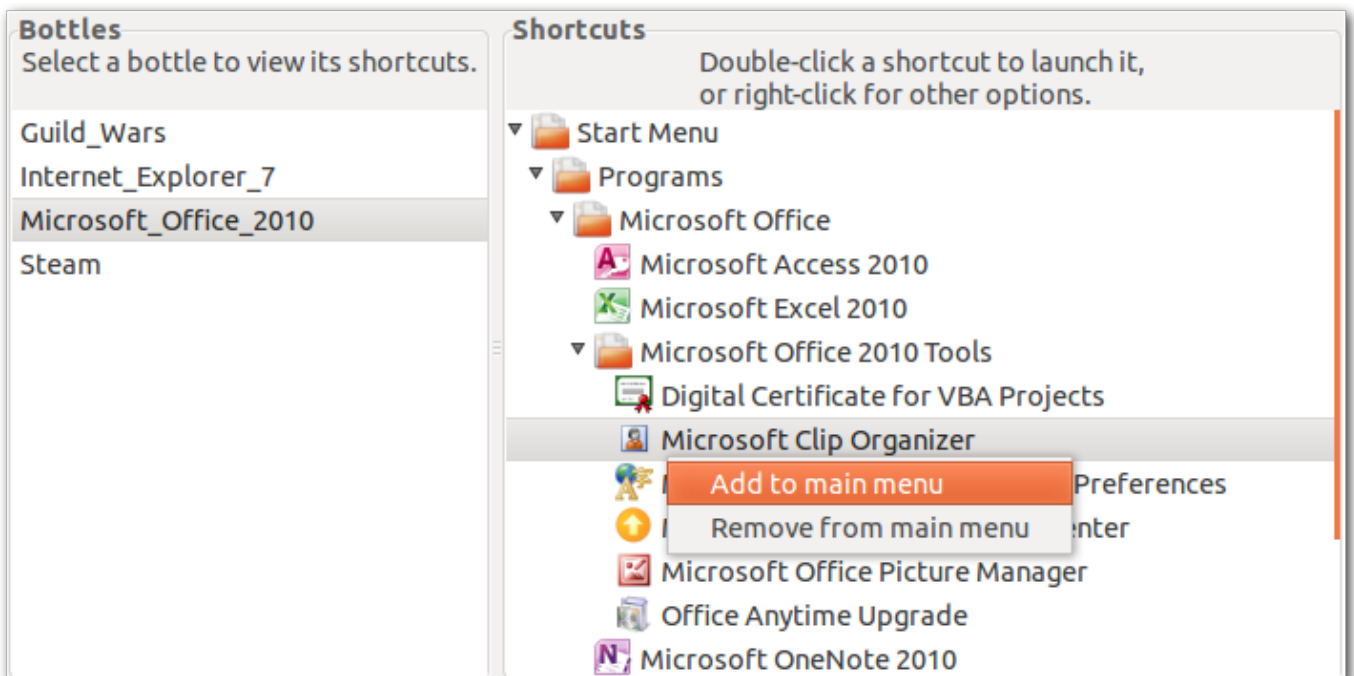 Bottles
Select a bottle to view its shortcuts.
Guild_Wars
Internet_Explorer_7
Microsoft_Office_2010
Steam
Shortcuts
Double-click a shortcut to launch it,
or right-click for other options.
Start Menu
Programs
Microsoft Office
Microsoft Access 2010
Microsoft Excel 2010
Microsoft Office 2010 Tools
Digital Certificate for VBA Projects
Microsoft Clip Organizer
Add to main menu
Preferences
Remove from main menu
Microsoft Office Picture Manager
Office Anytime Upgrade
Microsoft OneNote 2010